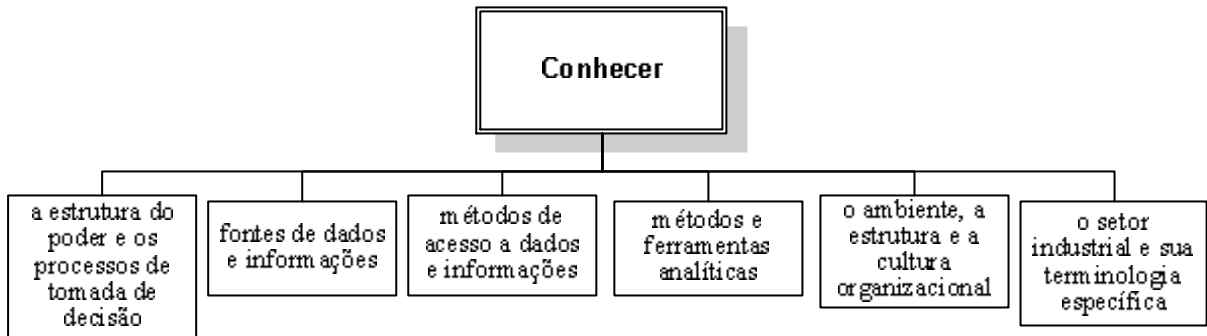 Conhecer
a estrutura do
poder e os
processos de
tomada de
decisão
fontes de dados
e informações
métodos de
acesso a dados
e informações
métodos e
ferramentas
analíticas
o ambiente, a
estrutura e a
cultura
organizacional
o setor
industrial e sua
terminologia
específica